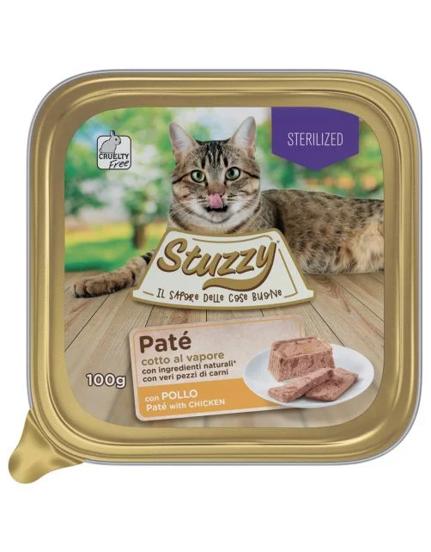 CRUELTY
Free
STERILIZED
Stuzzy
IL SAPORE DELLE COSE BUONE
Paté
cotto al vapore
con ingredienti naturali*
con veri pezzi di carni
100g
con POLLO
Paté with CHICKEN